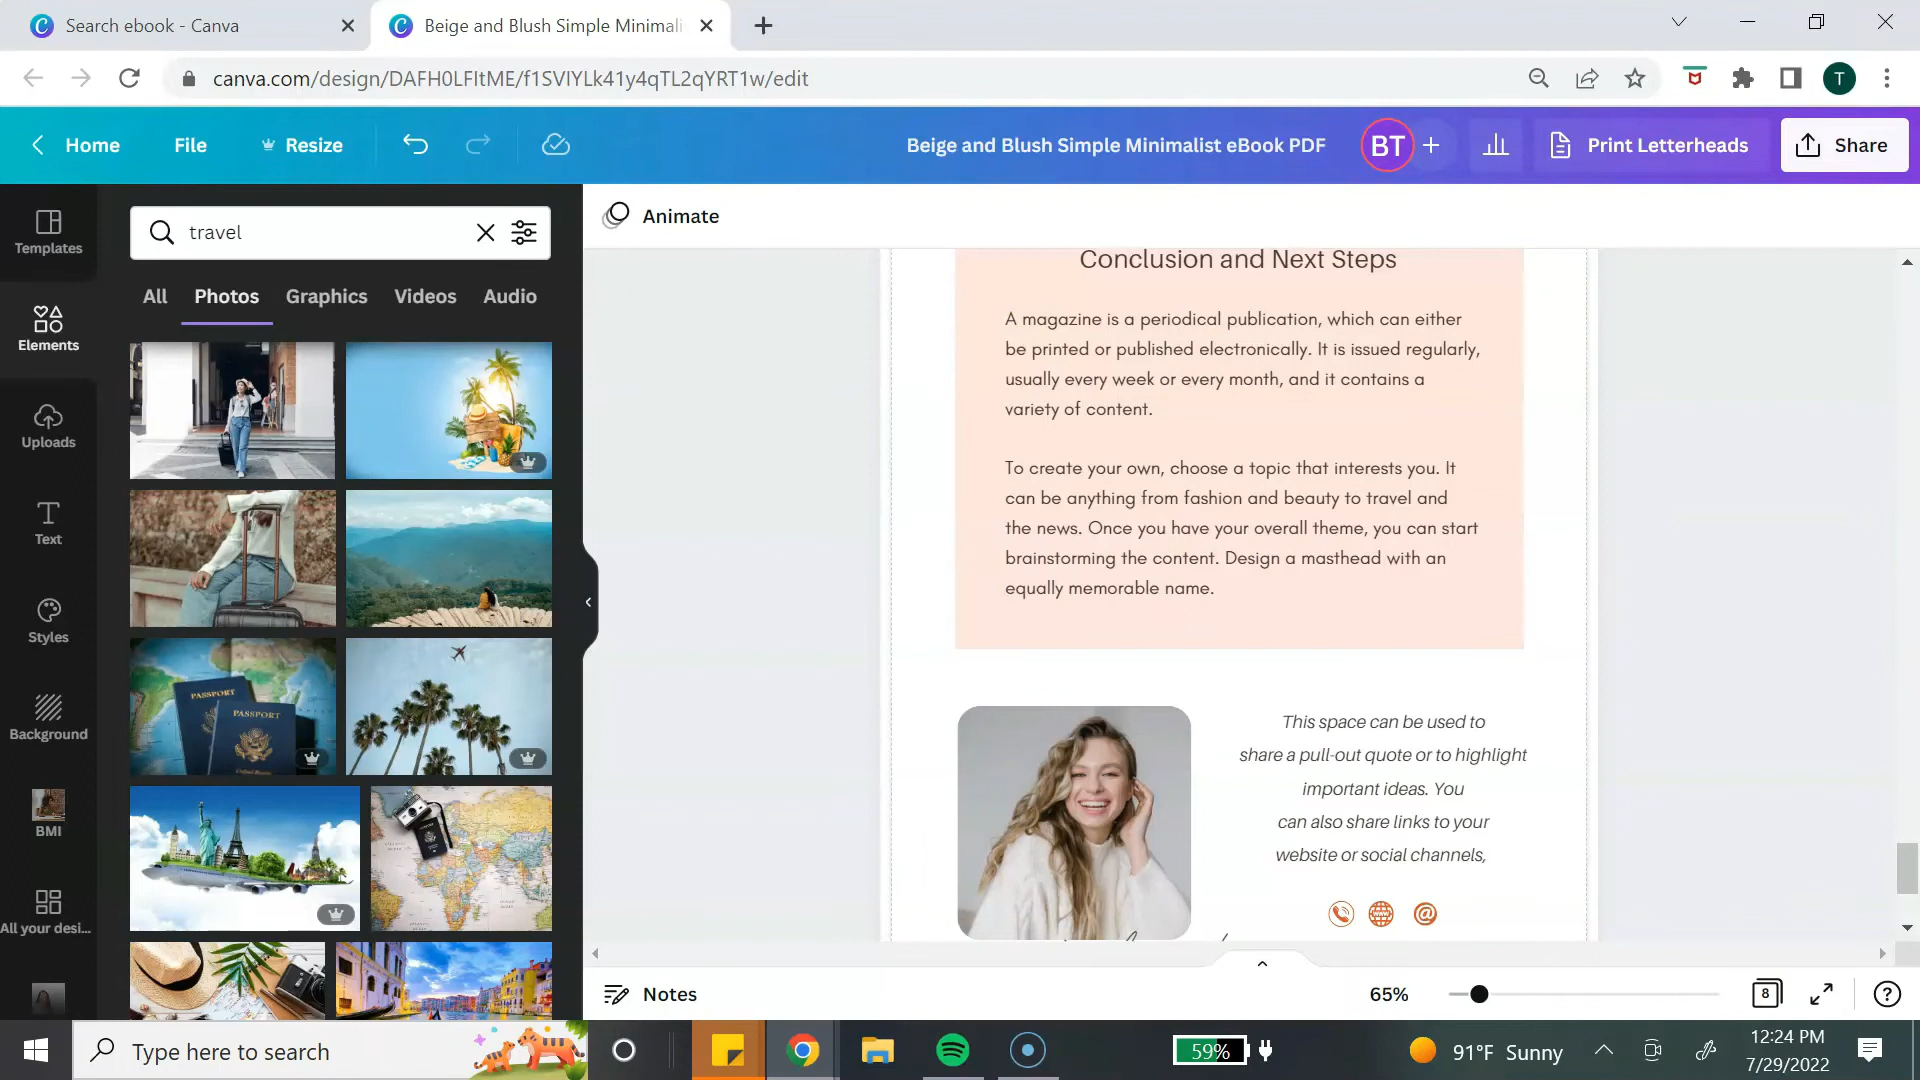 Search ebook - Canva
Beige and Blush Simple Minimali
canva.com/design/DAFH0LFItME/f1SVIYLk41y4qTL2qYRT1w/edit
T
Home
File
Resize
Beige and Blush Simple Minimalist eBook PDF
BT
Print Letterheads
Share
Templates
Elements
Uploads
Text
Styles
Background
BMI
All your desi...
travel
All
Photos
Graphics
Videos
Audio
PASSPORT
PASSPORT
Animate
Conclusion and Next Steps
A magazine is a periodical publication, which can either
be printed or published electronically. It is issued regularly,
usually every week or every month, and it contains a
variety of content.
To create your own, choose a topic that interests you. It
can be anything from fashion and beauty to travel and
the news. Once you have your overall theme, you can start
brainstorming the content. Design a masthead with an
equally memorable name.
This space can be used to
share a pull-out quote or to highlight
important ideas. You
can also share links to your
website or social channels,
Notes
65%
8
Type here to search
59%
91°F Sunny
12:24 PM
7/29/2022